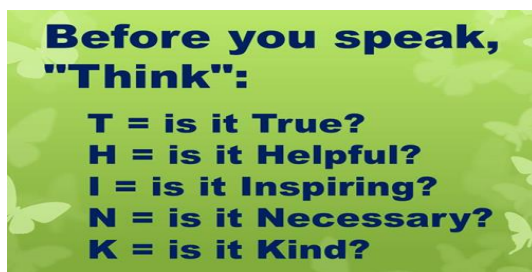 Before you speak,
"Think":
T = is it True?
H = is it Helpful?
I = is it Inspiring?
N = is it Necessary?
K = is it Kind?